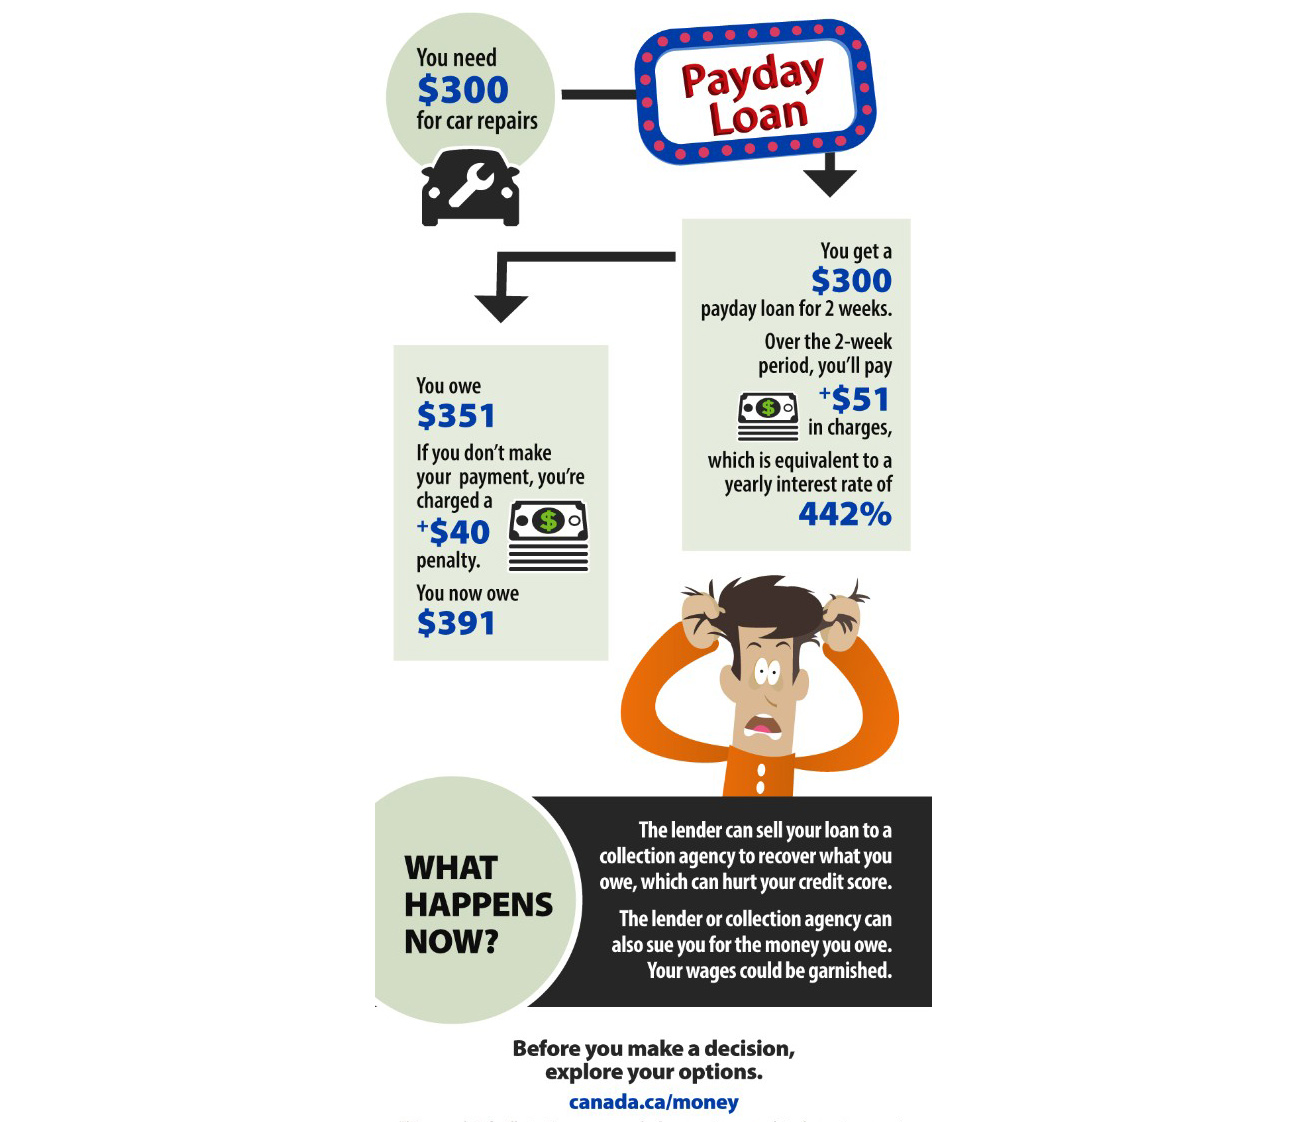 You need
$300
for car repairs
Payday
Loan
You get a
$300
payday loan for 2 weeks.
Over the 2-week
period, you'll pay
+$51
in charges,
which is equivalent to a
yearly interest rate of
442%
You owe
$351
If you don't make
your payment, you're
charged a
+$40
penalty.
You now owe
$391
WHAT
HAPPENS
NOW?
The lender can sell your loan to a
collection agency to recover what you
owe, which can hurt your credit score.
The lender or collection agency can
also sue you for the money you owe.
Your wages could be garnished.
Before you make a decision,
explore your options.
canada.ca/money